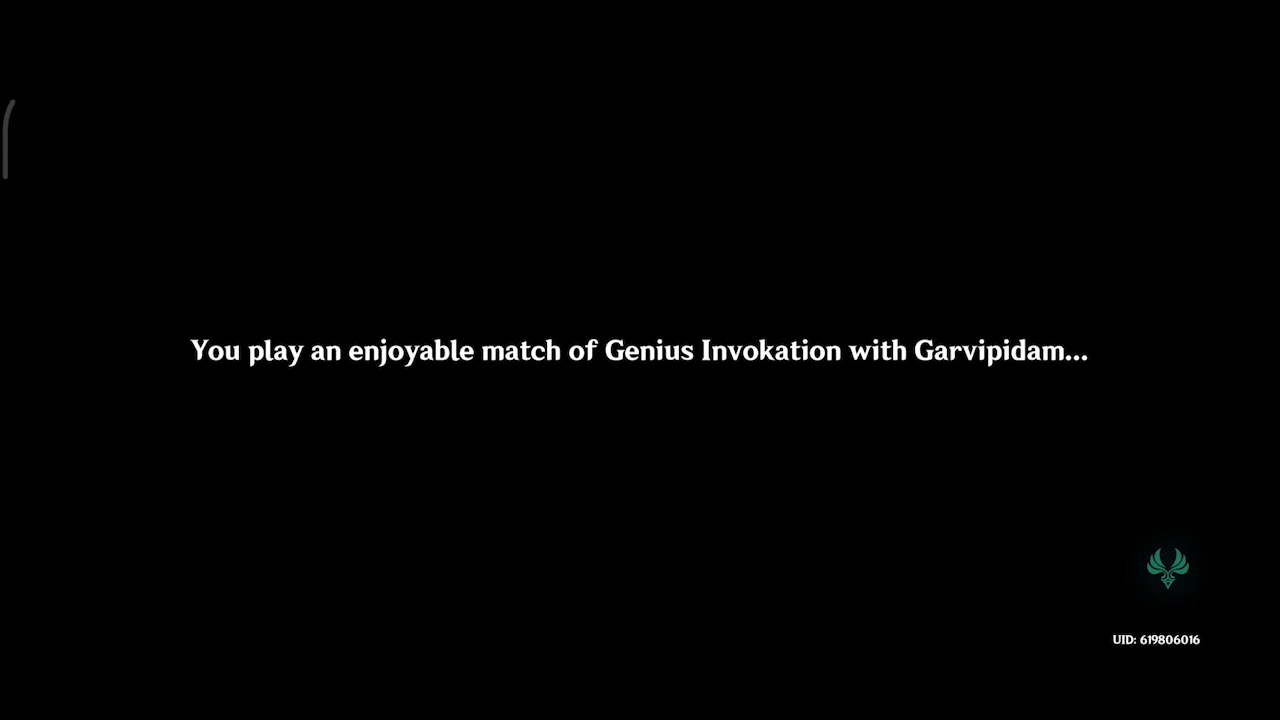 You play an enjoyable match of Genius Invokation with Garvipidam...
UID: 619806016